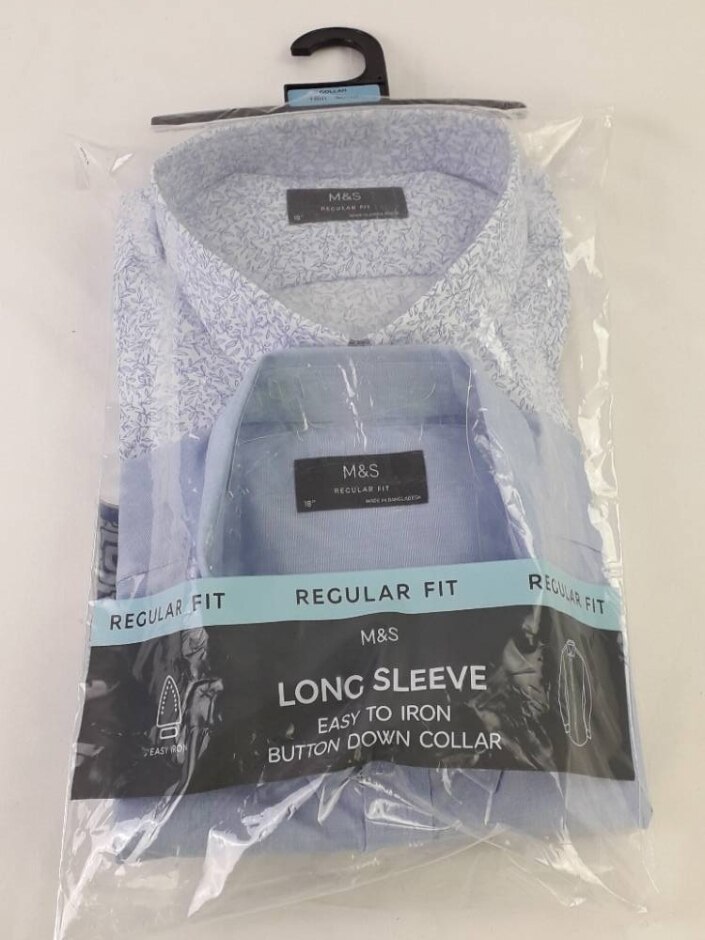 COLLAR
M&S
REGULAR FIT
18"
M&S
REGULAR FIT
18" MADE IN BANGLADESH
REGULAR FIT REGULAR FIT REGULAR FIT
M&S
LONG SLEEVE
EASY TO IRON
BUTTON DOWN COLLAR
EASY IRON